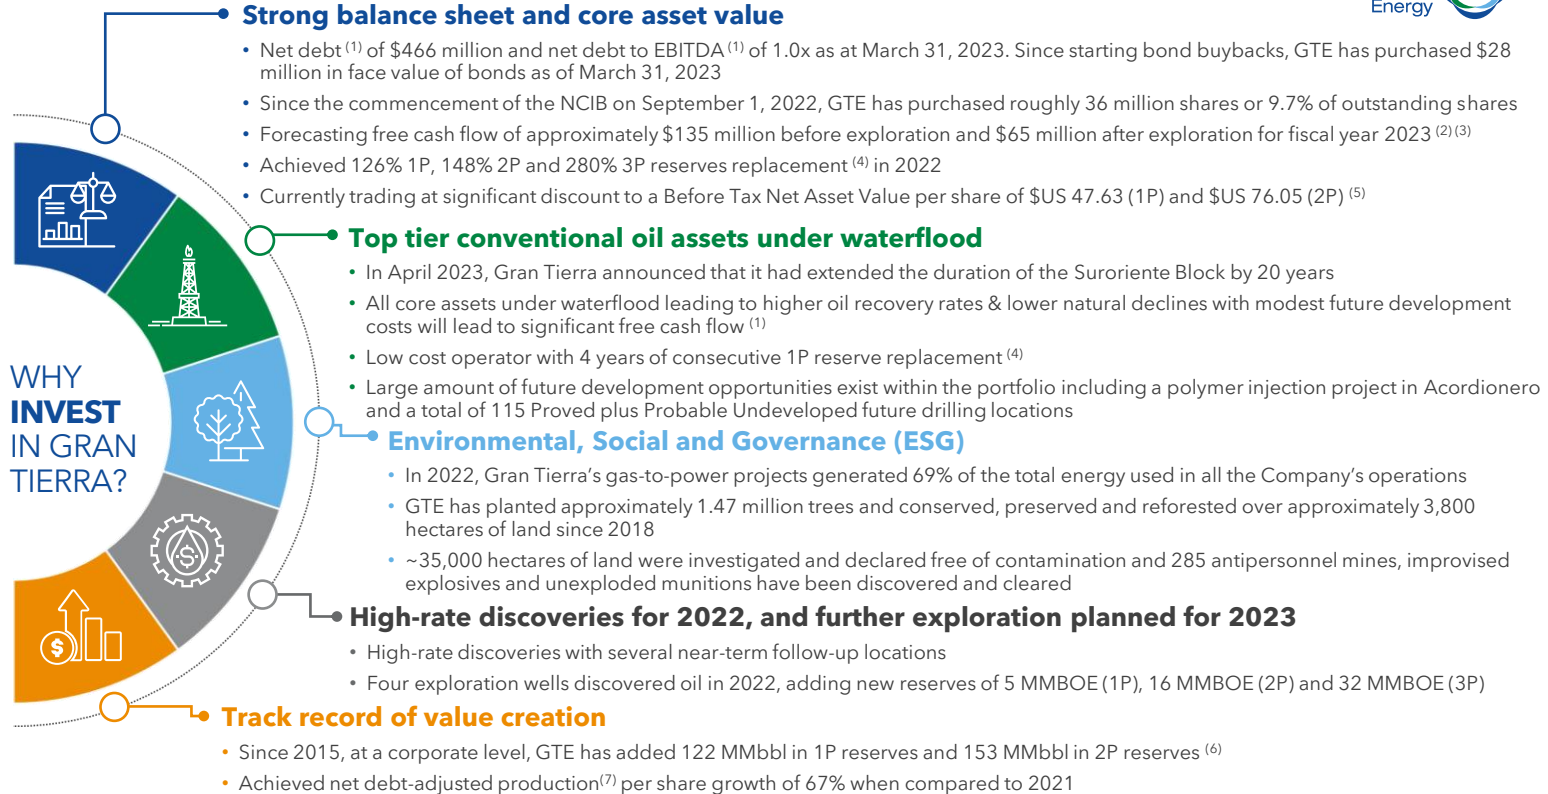 Energy
Strong balance sheet and core asset value
• Net debt (1) of $466 million and net debt to EBITDA (1) of 1.0x as at March 31, 2023. Since starting bond buybacks, GTE has purchased $28
million in face value of bonds as of March 31, 2023
• Since the commencement of the NCIB on September 1, 2022, GTE has purchased roughly 36 million shares or 9.7% of outstanding shares
• Forecasting free cash flow of approximately $135 million before exploration and $65 million after exploration for fiscal year 2023 (2) (3)
• Achieved 126% 1P, 148% 2P and 280% 3P reserves replacement (4) in 2022
• Currently trading at significant discount to a Before Tax Net Asset Value per share of $US 47.63 (1P) and $US 76.05 (2P) (5)
Top tier conventional oil assets under waterflood
• In April 2023, Gran Tierra announced that it had extended the duration of the Suroriente Block by 20 years
• All core assets under waterflood leading to higher oil recovery rates & lower natural declines with modest future development
costs will lead to significant free cash flow (1)
• Low cost operator with 4 years of consecutive 1P reserve replacement (4)
• Large amount of future development opportunities exist within the portfolio including a polymer injection project in Acordionero
and a total of 115 Proved plus Probable Undeveloped future drilling locations
WHY
INVEST
IN GRAN
TIERRA?
Environmental, Social and Governance (ESG)
• In 2022, Gran Tierra's gas-to-power projects generated 69% of the total energy used in all the Company's operations
• GTE has planted approximately 1.47 million trees and conserved, preserved and reforested over approximately 3,800
hectares of land since 2018
• ~35,000 hectares of land were investigated and declared free of contamination and 285 antipersonnel mines, improvised
explosives and unexploded munitions have been discovered and cleared
High-rate discoveries for 2022, and further exploration planned for 2023
• High-rate discoveries with several near-term follow-up locations
• Four exploration wells discovered oil in 2022, adding new reserves of 5 MMBOE (1P), 16 MMBOE (2P) and 32 MMBOE (3P)
Track record of value creation
• Since 2015, at a corporate level, GTE has added 122 MMbbl in 1P reserves and 153 MMbbl in 2P reserves (6)
• Achieved net debt-adjusted production(7) per share growth of 67% when compared to 2021